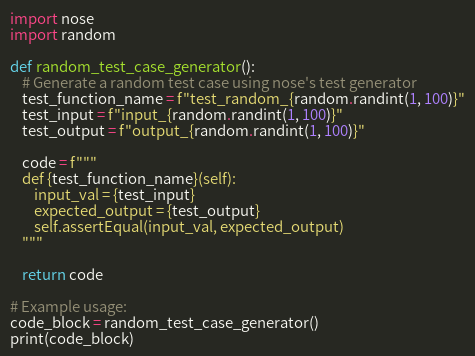 import nose
import random

def random_test_case_generator():
    # Generate a random test case using nose's test generator
    test_function_name = f"test_random_{random.randint(1, 100)}"
    test_input = f"input_{random.randint(1, 100)}"
    test_output = f"output_{random.randint(1, 100)}"

    code = f"""
    def {test_function_name}(self):
        input_val = {test_input}
        expected_output = {test_output}
        self.assertEqual(input_val, expected_output)
    """

    return code

# Example usage:
code_block = random_test_case_generator()
print(code_block)